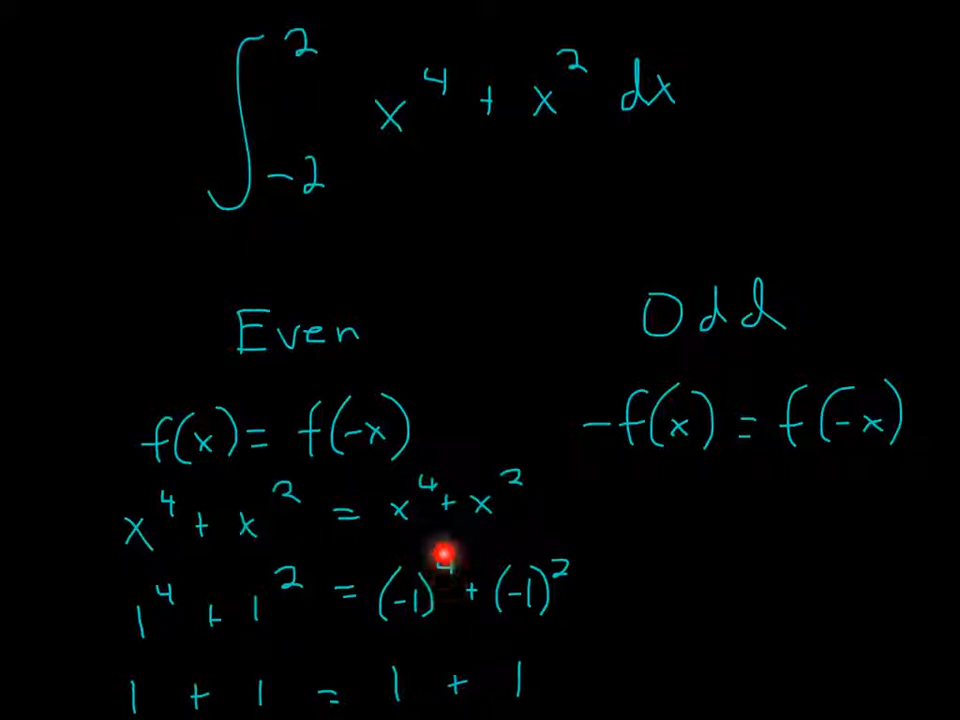 ∫_{-2}^{2} x^4 + x^2 dx
Even Odd
f(x) = f(-x) -f(x) = f(-x)
x^4 + x^2 = x^4 + x^2
1^4 + 1^2 = (-1)^4 + (-1)^2
1 + 1 = 1 + 1